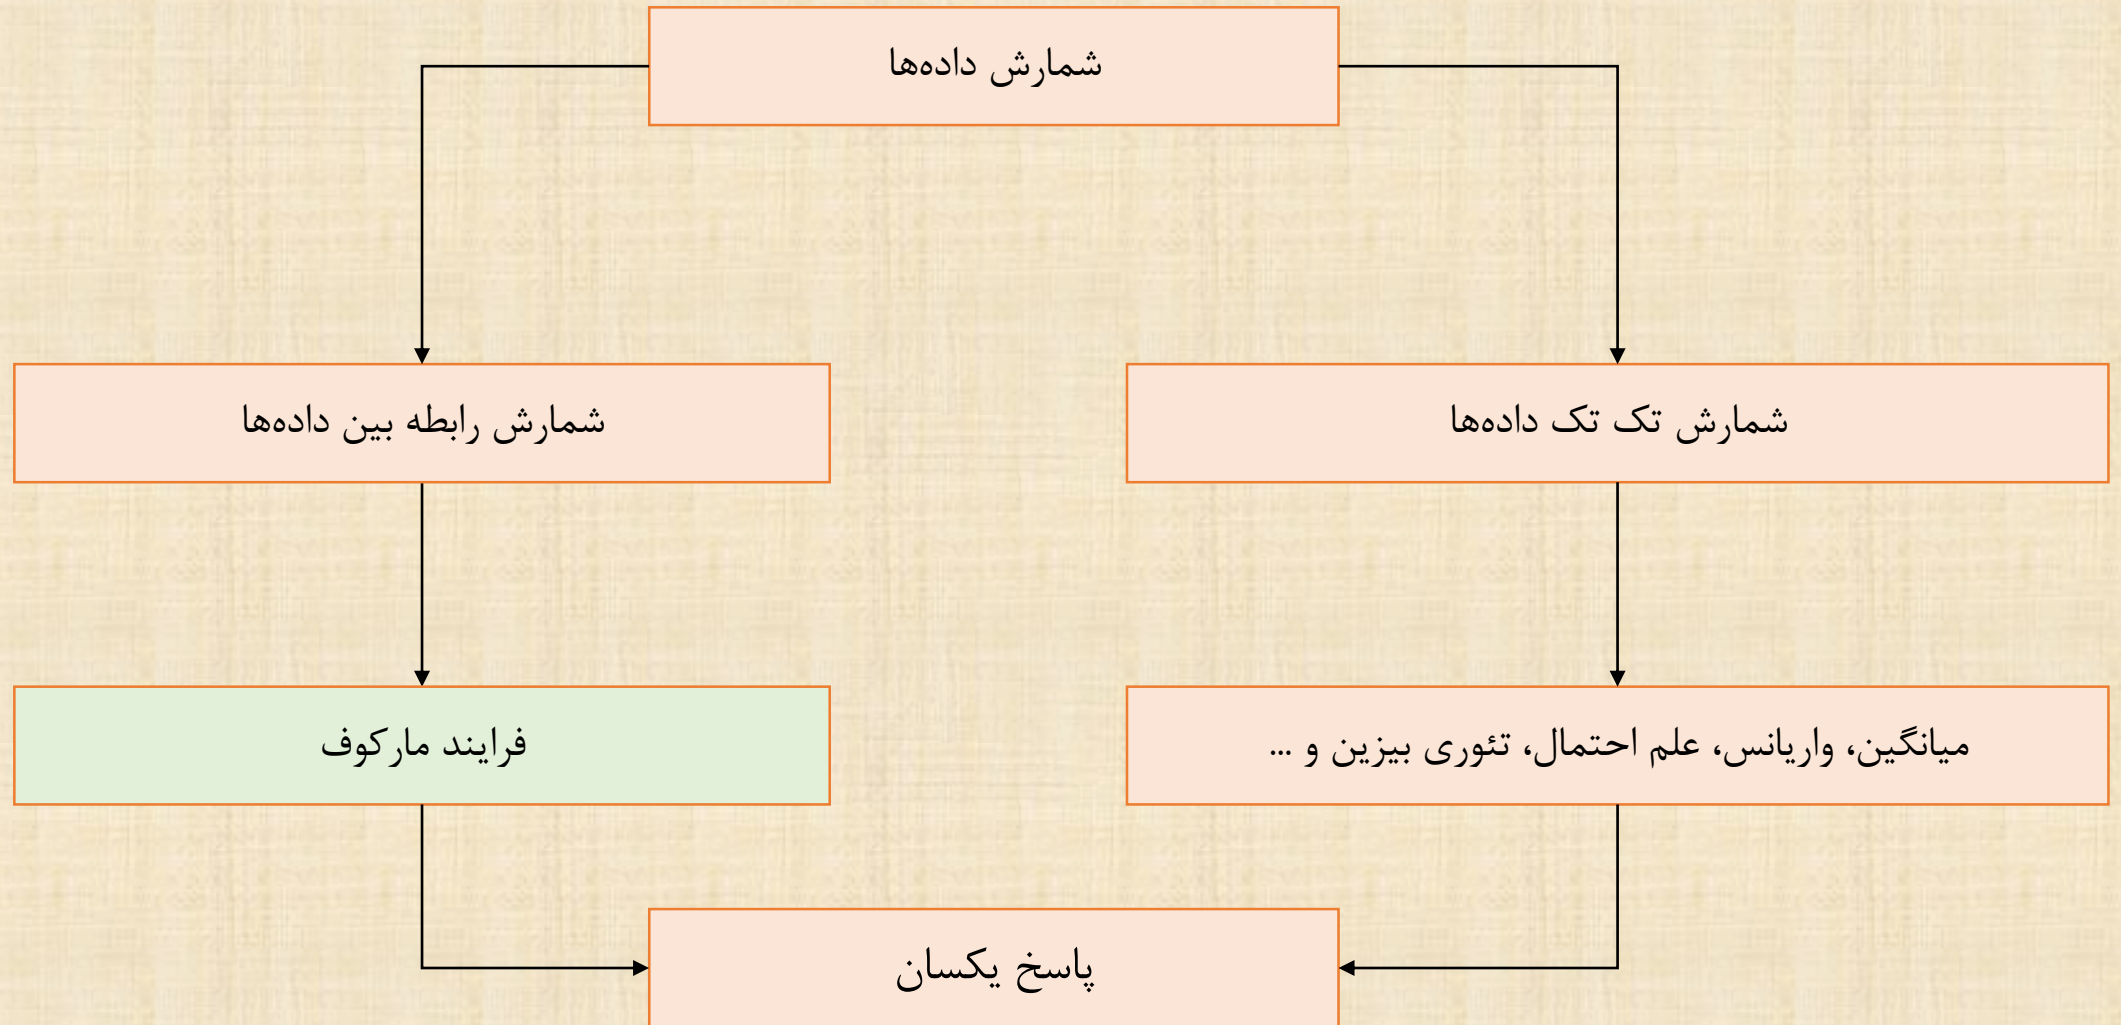 شمارش داده‌ها
شمارش تک تک داده‌ها
شمارش رابطه بین داده‌ها
میانگین، واریانس، علم احتمال، تئوری بیزین و ...
فرایند مارکوف
پاسخ یکسان